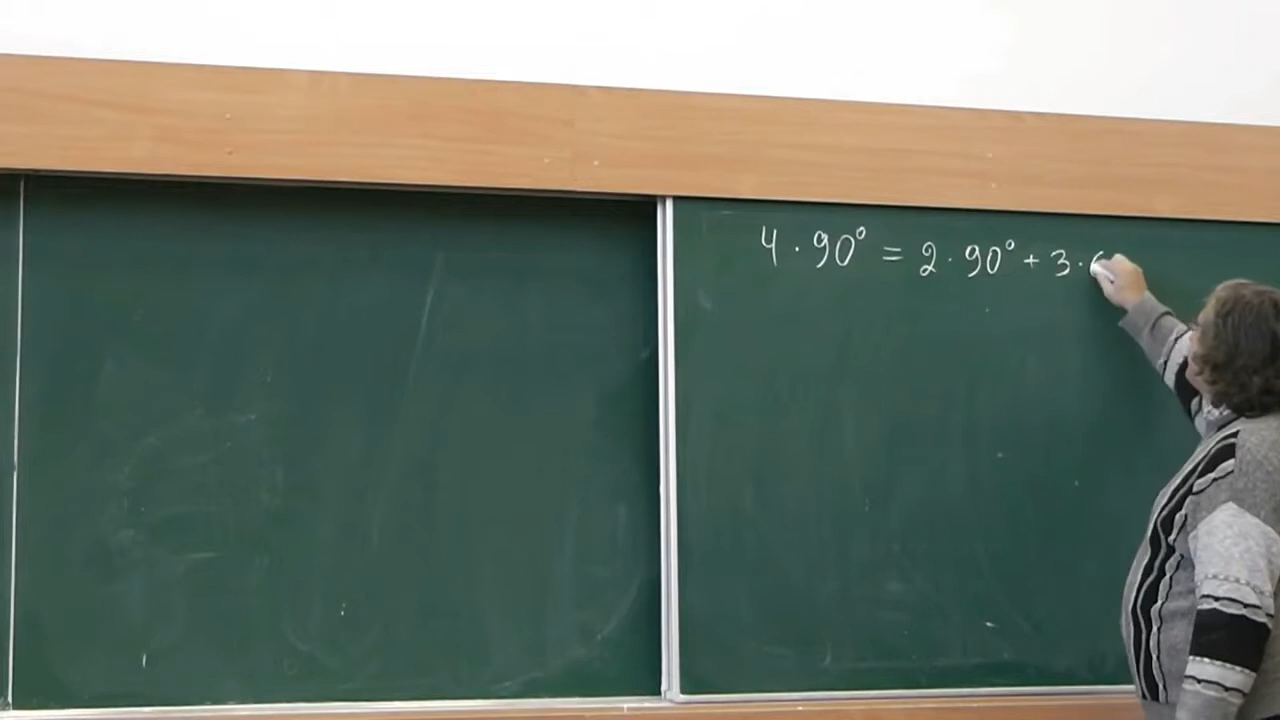 4 · 90° = 2 · 90° + 3 ·